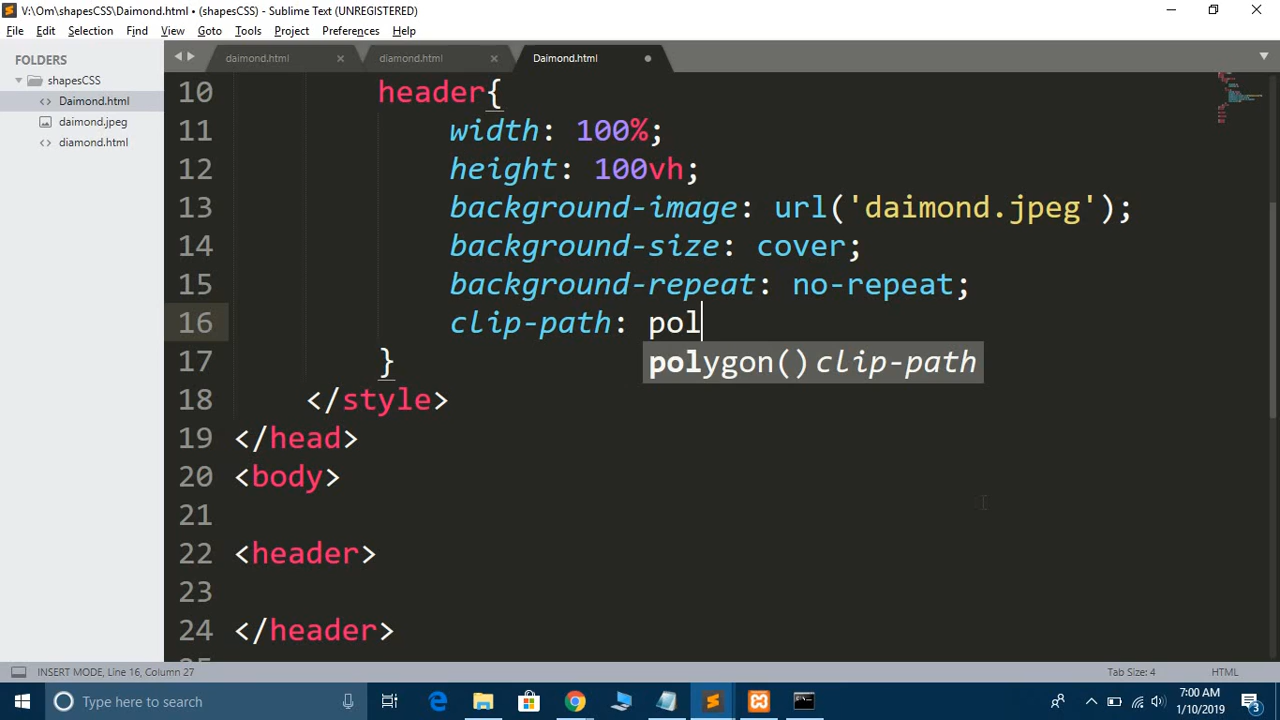 V:\Om\shapesCSS\Daimond.html • (shapesCSS) - Sublime Text (UNREGISTERED)
File Edit Selection Find View Goto Tools Project Preferences Help
FOLDERS
shapesCSS
Daimond.html
daimond.jpeg
diamond.html
daimond.html
diamond.html
Daimond.html
10 header{
11 width: 100%;
12 height: 100vh;
13 background-image: url('daimond.jpeg');
14 background-size: cover;
15 background-repeat: no-repeat;
16 clip-path: pol
polygon() clip-path
17 }
18 </style>
19 </head>
20 <body>
21
22 <header>
23
24 </header>
INSERT MODE, Line 16, Column 27
Tab Size: 4
HTML
Type here to search
7:00 AM
1/10/2019
3